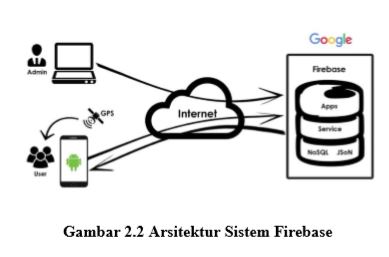 Google
Firebase
Admin
Apps
GPS
Internet
Service
NoSQL JSoN
User
Gambar 2.2 Arsitektur Sistem Firebase